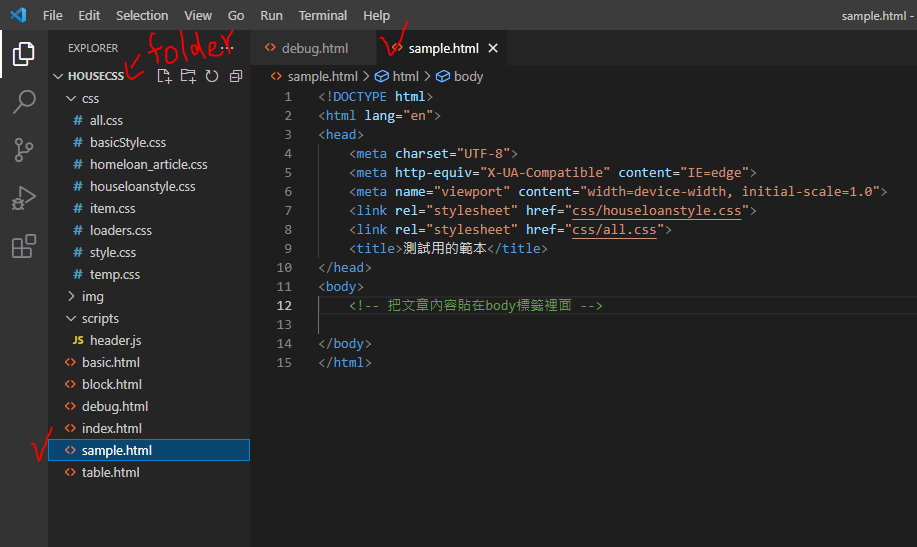 File Edit Selection View Go Run Terminal Help
sample.html -
EXPLORER ...
folder
HOUSECSS
css
# all.css
# basicStyle.css
# homeloan_article.css
# houseloanstyle.css
# item.css
# loaders.css
# style.css
# temp.css
> img
scripts
JS header.js
<> basic.html
<> block.html
<> debug.html
<> index.html
<> sample.html
<> table.html
<> debug.html <> sample.html ×
<> sample.html > html > body
1 <!DOCTYPE html>
2 <html lang="en">
3 <head>
4 <meta charset="UTF-8">
5 <meta http-equiv="X-UA-Compatible" content="IE=edge">
6 <meta name="viewport" content="width=device-width, initial-scale=1.0">
7 <link rel="stylesheet" href="css/houseloanstyle.css">
8 <link rel="stylesheet" href="css/all.css">
9 <title>測試用的範本</title>
10 </head>
11 <body>
12 <!-- 把文章內容貼在body標籤裡面 -->
13
14 </body>
15 </html>